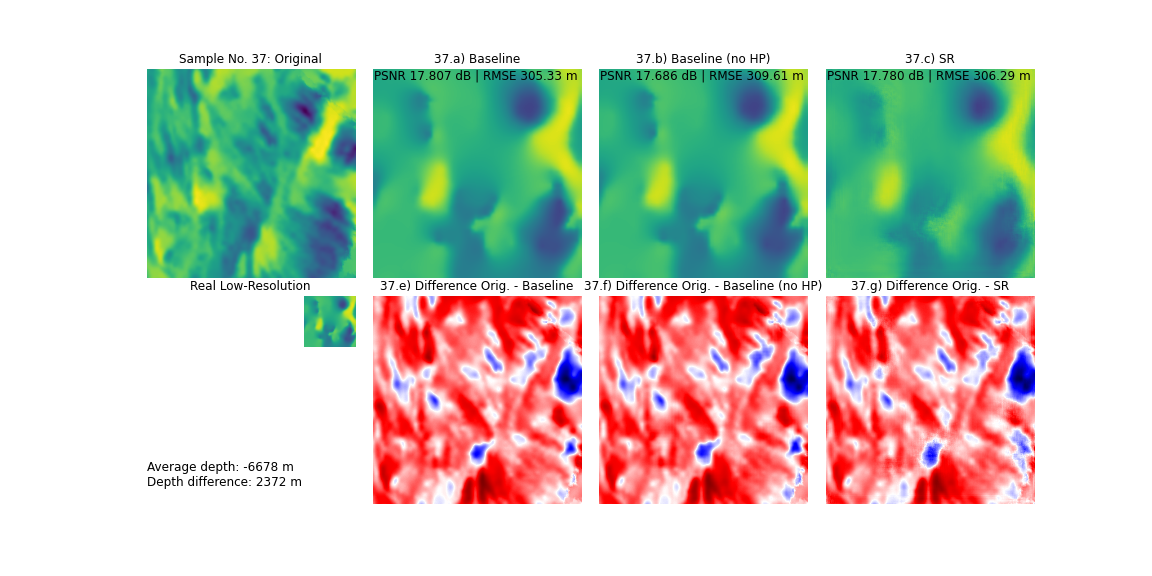 Sample No. 37: Original
37.a) Baseline
37.b) Baseline (no HP)
37.c) SR
PSNR 17.807 dB | RMSE 305.33 m
PSNR 17.686 dB | RMSE 309.61 m
PSNR 17.780 dB | RMSE 306.29 m
Real Low-Resolution
37.e) Difference Orig. - Baseline
37.f) Difference Orig. - Baseline (no HP)
37.g) Difference Orig. - SR
Average depth: -6678 m
Depth difference: 2372 m